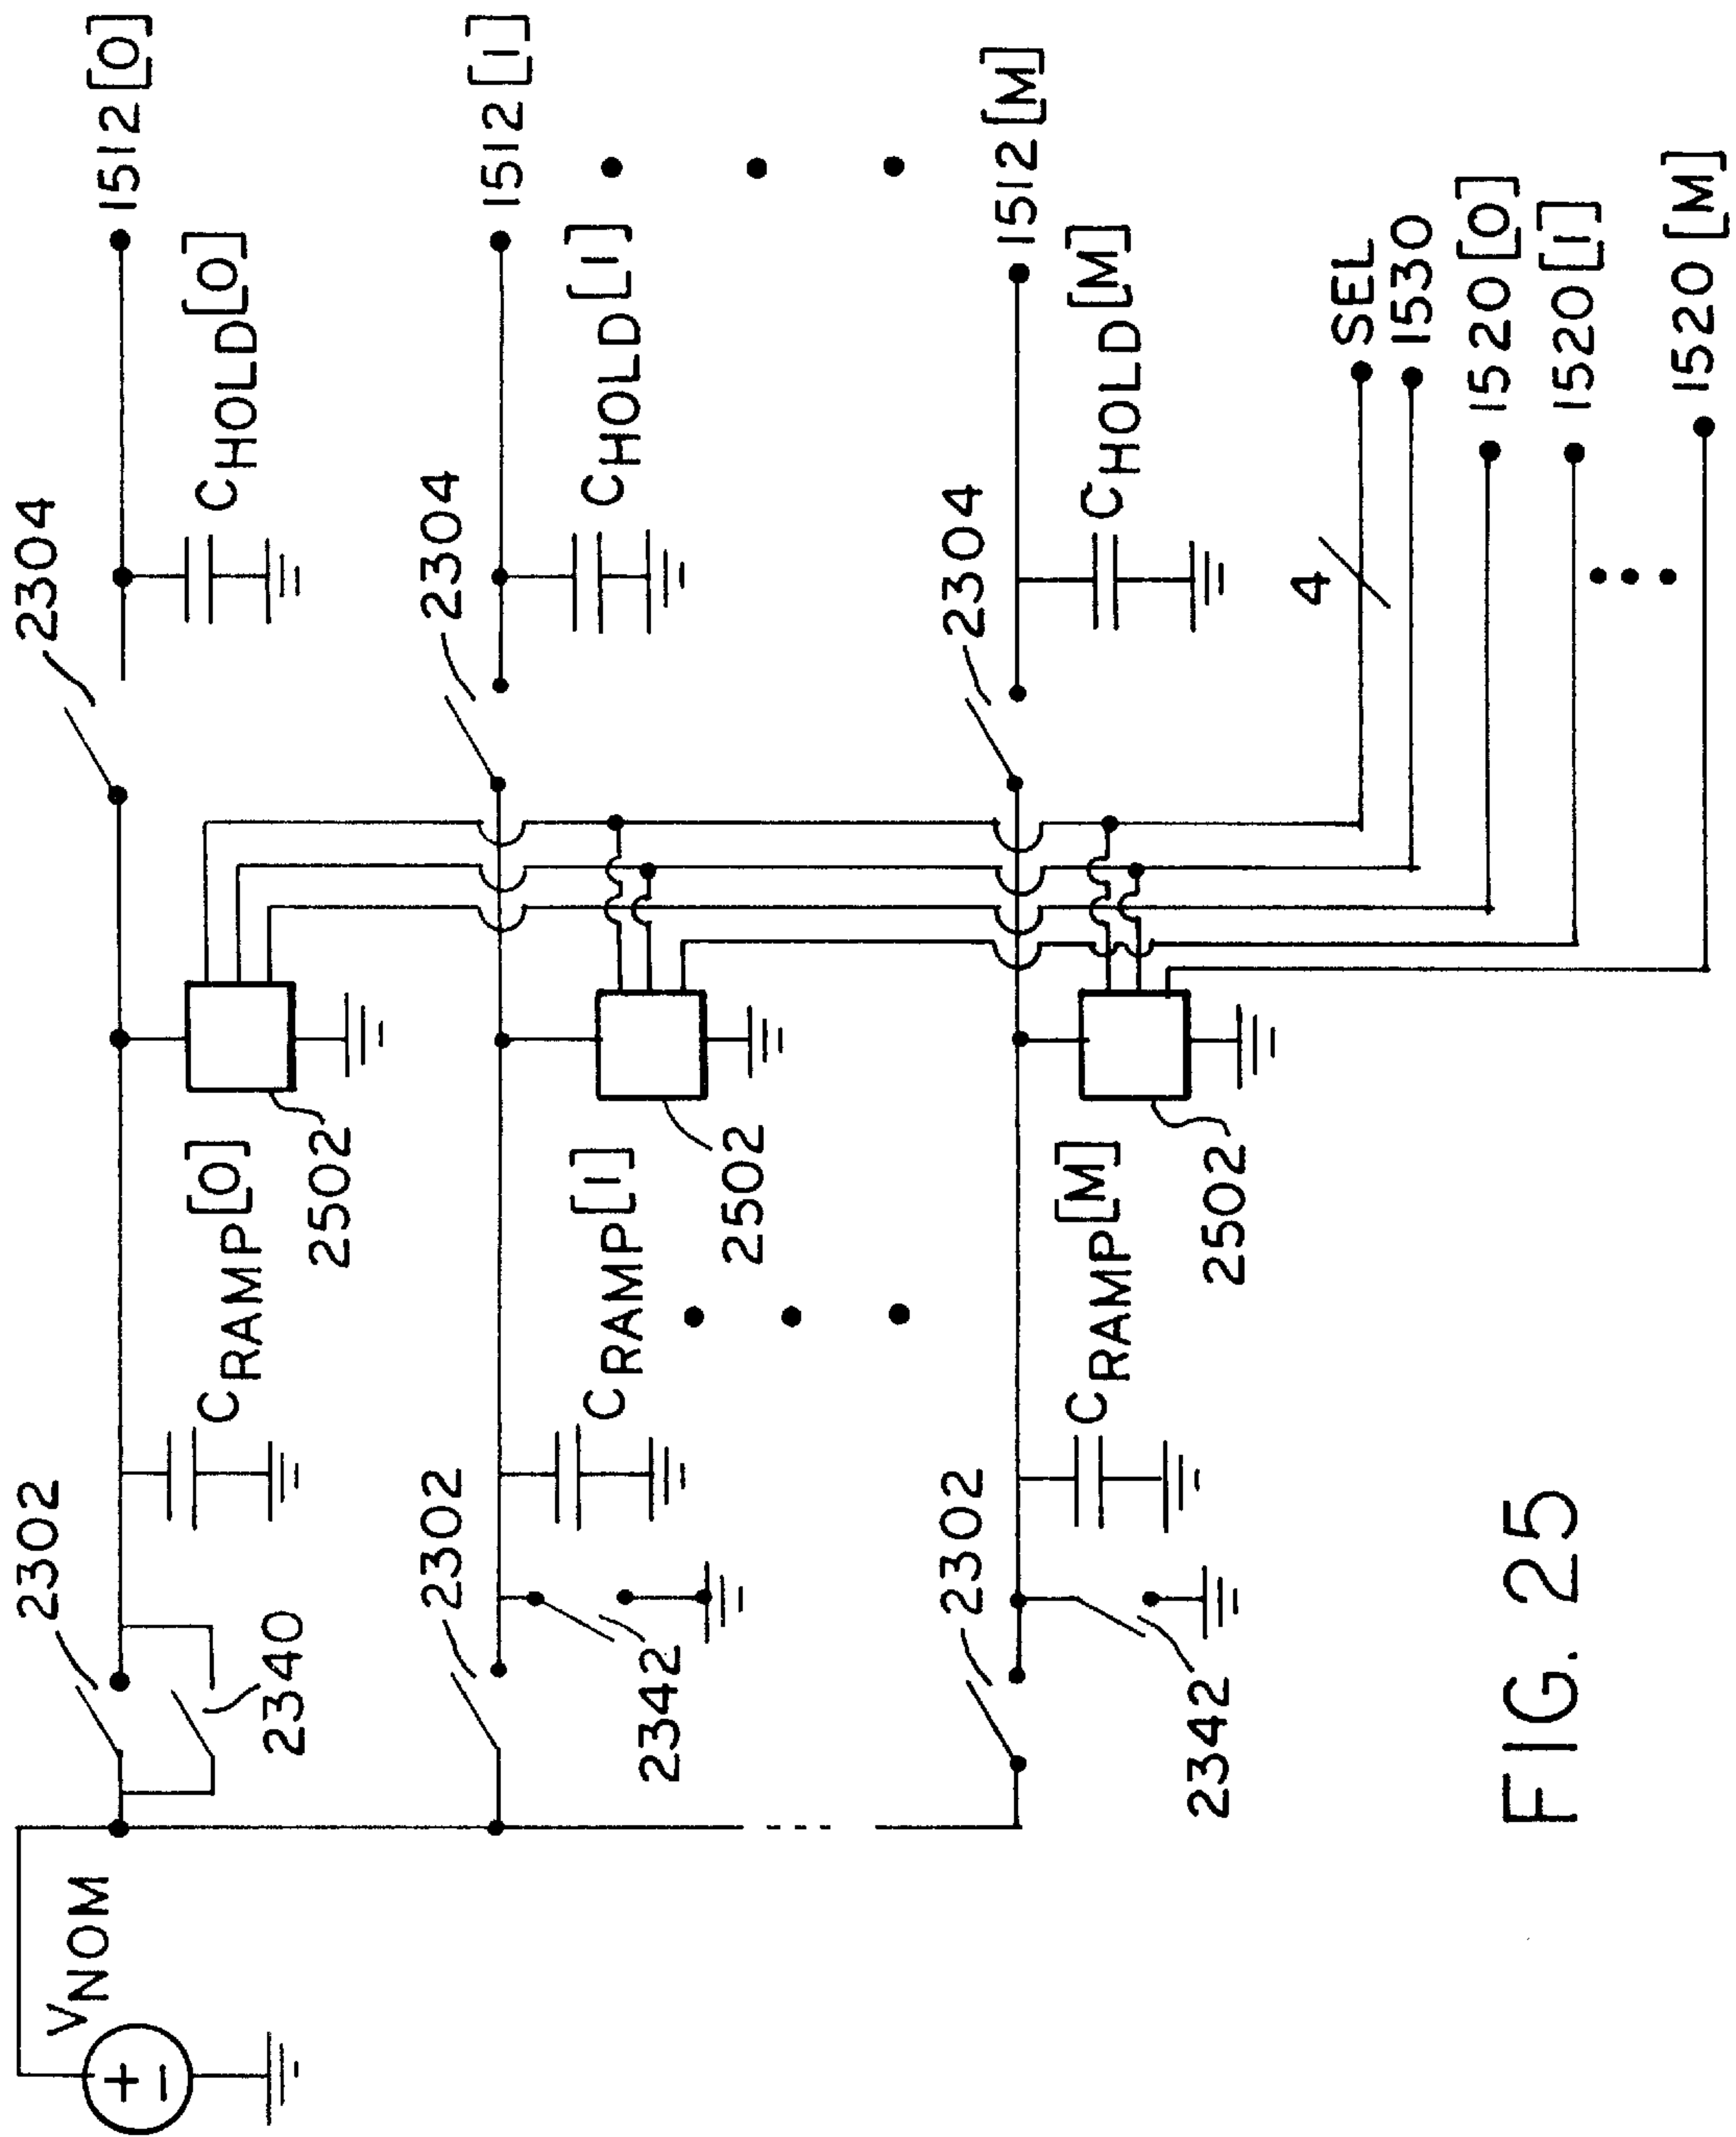 VNOM
2302
2340
CRAMP[0]
2502
2304
CHOLD[0]
1512[0]
2302
2342
CRAMP[1]
2502
2304
CHOLD[1]
1512[1]
2302
2342
CRAMP[M]
2502
2304
CHOLD[M]
1512[M]
4
SEL
1530
1520[0]
1520[1]
1520[M]
+
−
FIG. 25